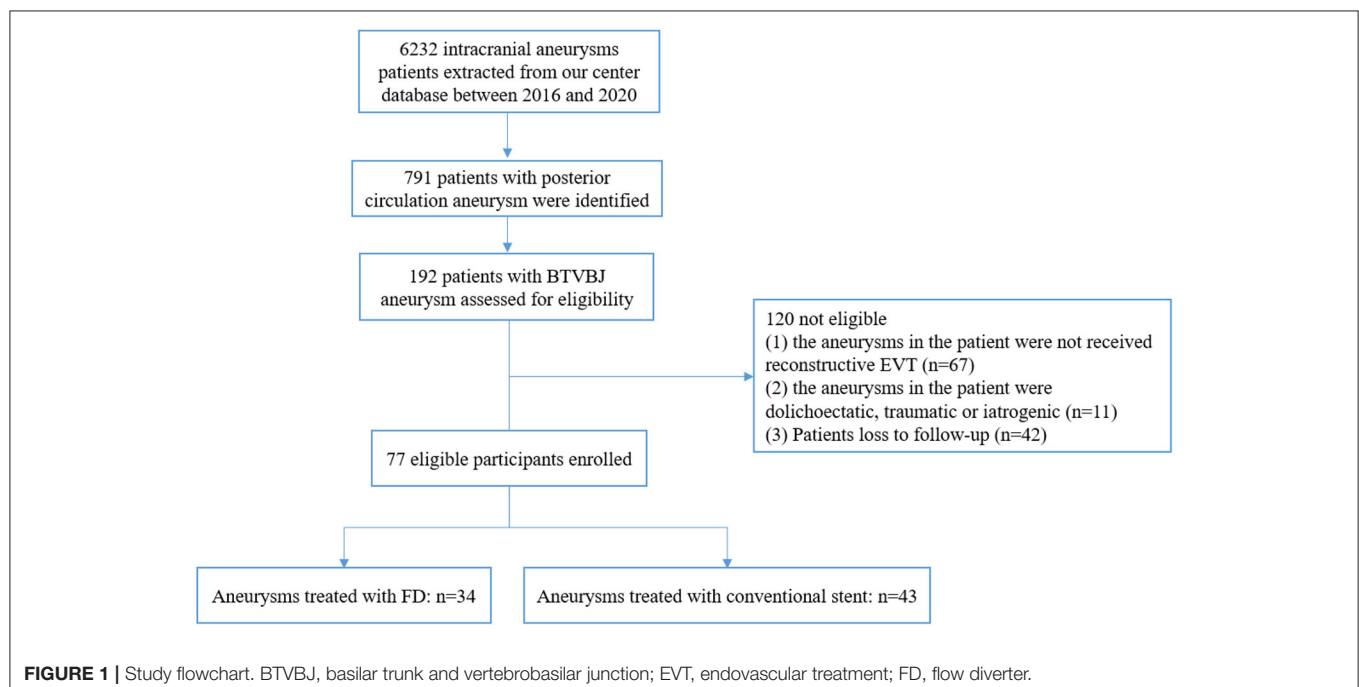 6232 intracranial aneurysms
patients extracted from our center
database between 2016 and 2020
791 patients with posterior
circulation aneurysm were identified
192 patients with BTVBJ
aneurysm assessed for eligibility
120 not eligible
(1) the aneurysms in the patient were not received
reconstructive EVT (n=67)
(2) the aneurysms in the patient were
dolichoectatic, traumatic or iatrogenic (n=11)
(3) Patients loss to follow-up (n=42)
77 eligible participants enrolled
Aneurysms treated with FD: n=34
Aneurysms treated with conventional stent: n=43
FIGURE 1 | Study flowchart. BTVBJ, basilar trunk and vertebrobasilar junction; EVT, endovascular treatment; FD, flow diverter.